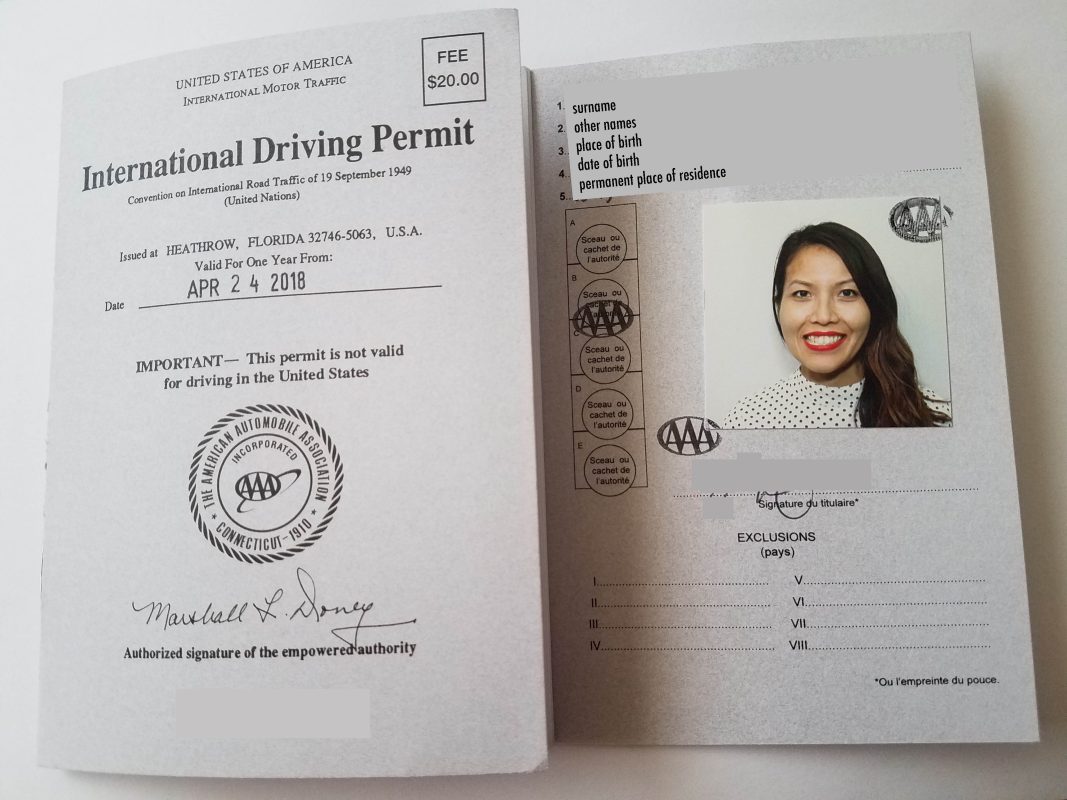 UNITED STATES OF AMERICA
INTERNATIONAL MOTOR TRAFFIC
FEE
$20.00
International Driving Permit
Convention on International Road Traffic of 19 September 1949
(United Nations)
Issued at HEATHROW, FLORIDA 32746-5063, U.S.A.
Valid For One Year From:
Date APR 24 2018
IMPORTANT— This permit is not valid
for driving in the United States
THE AMERICAN AUTOMOBILE ASSOCIATION
INCORPORATED
AAA
CONNECTICUT-1910
Marshall L. Doney
Authorized signature of the empowered authority
1. surname
2. other names
3. place of birth
4. date of birth
5. permanent place of residence
A
Sceau ou
cachet de
l'autorité
B
Sceau ou
AAA
C
Sceau ou
cachet de
l'autorité
D
Sceau ou
cachet de
l'autorité
E
Sceau ou
cachet de
l'autorité
AAA
AAA
Signature du titulaire*
EXCLUSIONS
(pays)
I. V.
II. VI.
III. VII.
IV. VIII.
*Ou l'empreinte du pouce.